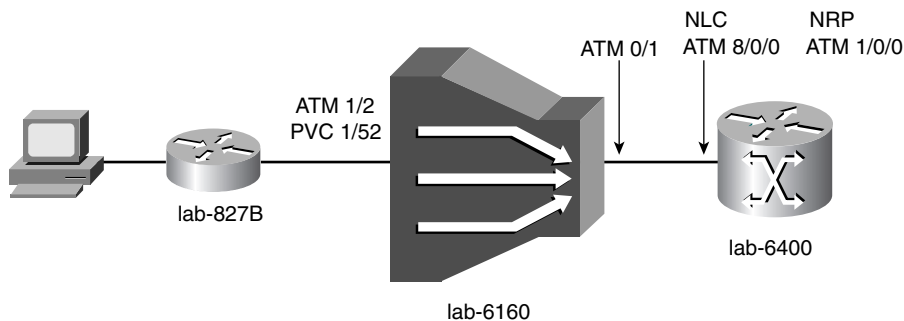 NLC
NRP
ATM 0/1
ATM 8/0/0
ATM 1/0/0
ATM 1/2
PVC 1/52
lab-827B
lab-6400
lab-6160